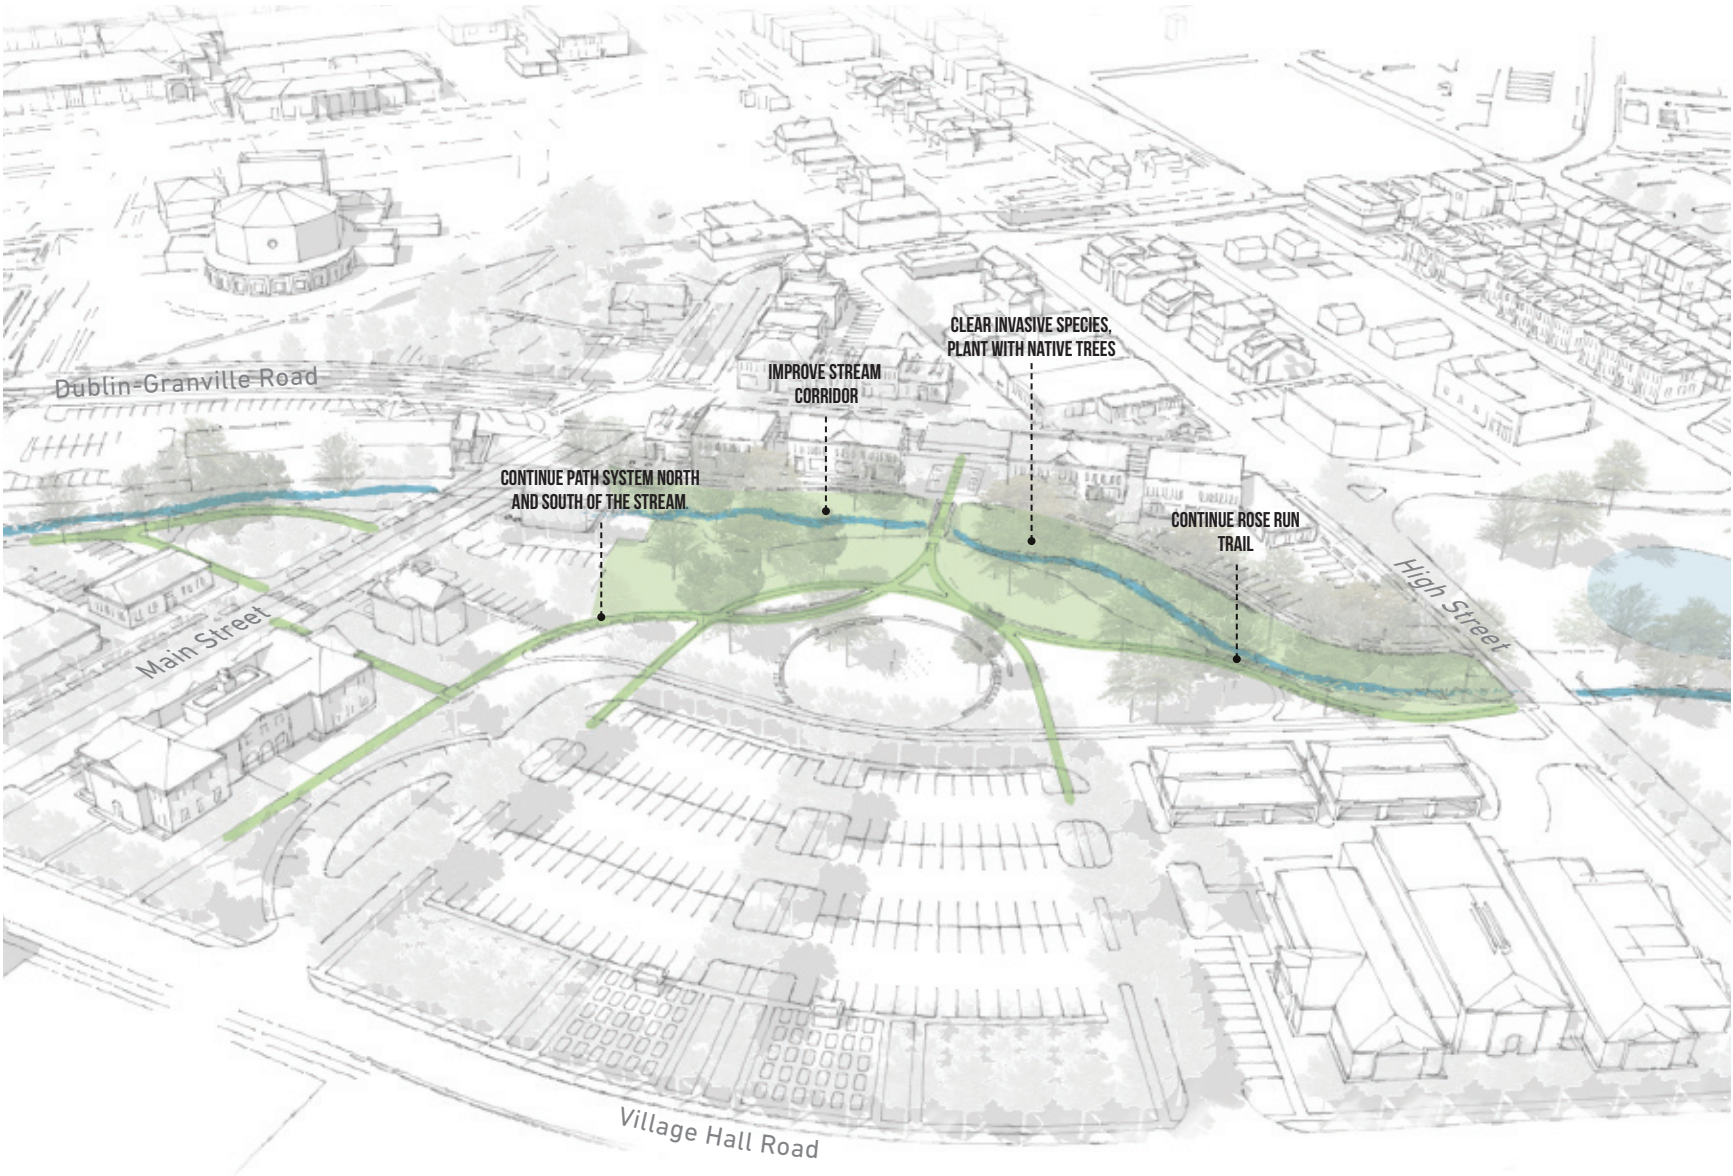 CLEAR INVASIVE SPECIES,
PLANT WITH NATIVE TREES
IMPROVE STREAM
CORRIDOR
Dublin-Granville Road
CONTINUE PATH SYSTEM NORTH
AND SOUTH OF THE STREAM.
CONTINUE ROSE RUN
TRAIL
High Street
Main Street
Village Hall Road